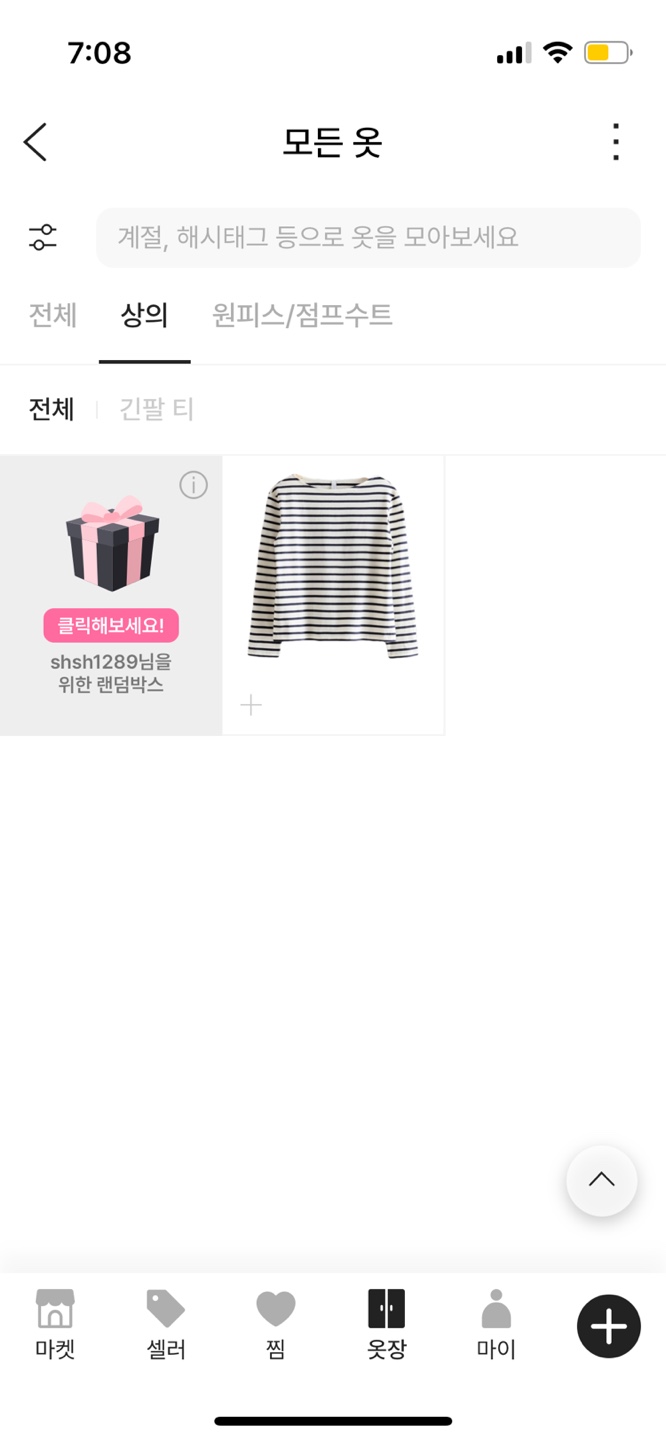 7:08
모든 옷
계절, 해시태그 등으로 옷을 모아보세요
전체 상의 원피스/점프수트
전체 긴팔 티
클릭해보세요!
shsh1289님을
위한 랜덤박스
마켓 셀러 찜 옷장 마이